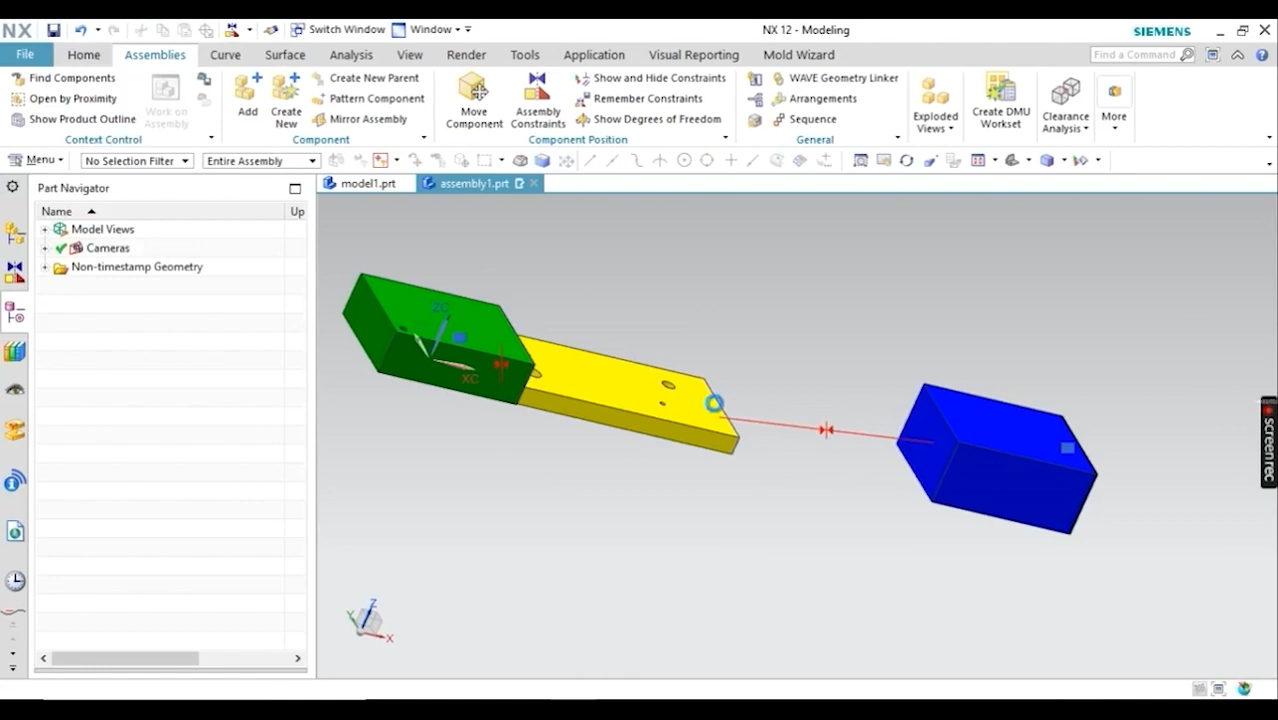 NX Switch Window Window NX 12 - Modeling SIEMENS
File Home Assemblies Curve Surface Analysis View Render Tools Application Visual Reporting Mold Wizard Find a Command
Find Components Create New Parent Show and Hide Constraints WAVE Geometry Linker
Open by Proximity Pattern Component Remember Constraints Arrangements
Show Product Outline Mirror Assembly Show Degrees of Freedom Sequence
Work on Assembly
Add
Create New
Move Component
Assembly Constraints
Exploded Views
Create DMU Workset
Clearance Analysis
More
Context Control Component Component Position General
Menu No Selection Filter Entire Assembly
Part Navigator model1.prt assembly1.prt
Name Up
Model Views
Cameras
Non-timestamp Geometry
ZC
XC
screenrec
Z
Y
X